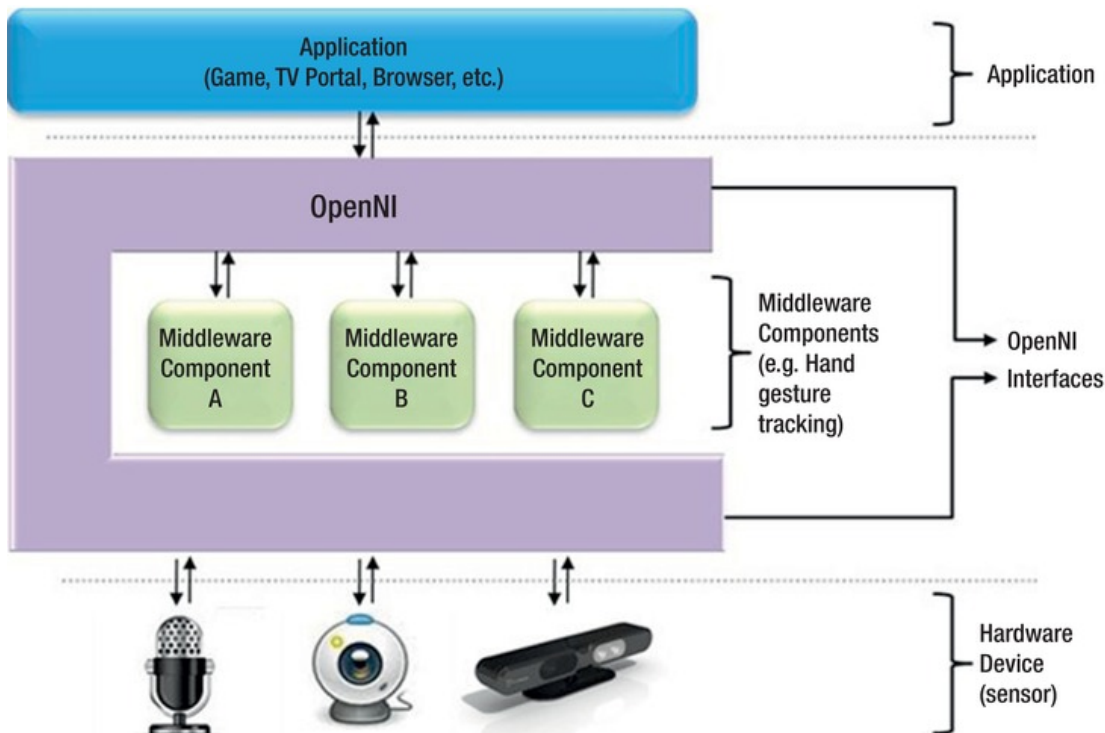 Application
(Game, TV Portal, Browser, etc.)
Application
OpenNI
Middleware
Component
A
Middleware
Component
B
Middleware
Component
C
Middleware
Components
(e.g. Hand
gesture
tracking)
OpenNI
Interfaces
Hardware
Device
(sensor)